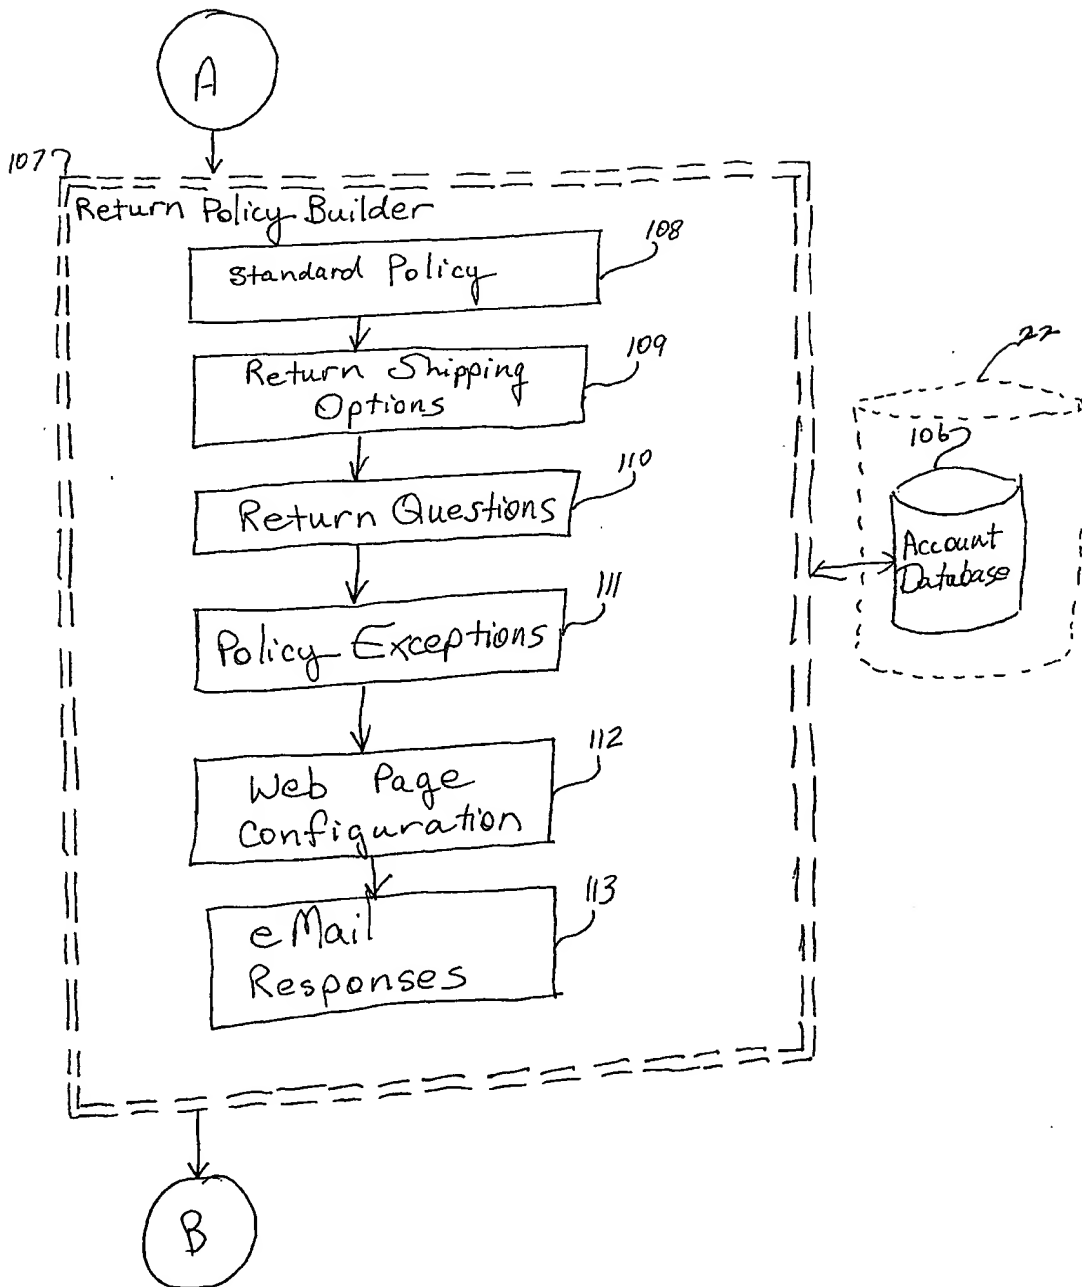 A
107
Return Policy Builder
108
Standard Policy
109
Return Shipping
Options
110
Return Questions
111
Policy Exceptions
112
Web Page
Configuration
113
eMail
Responses
22
106
Account
Database
B